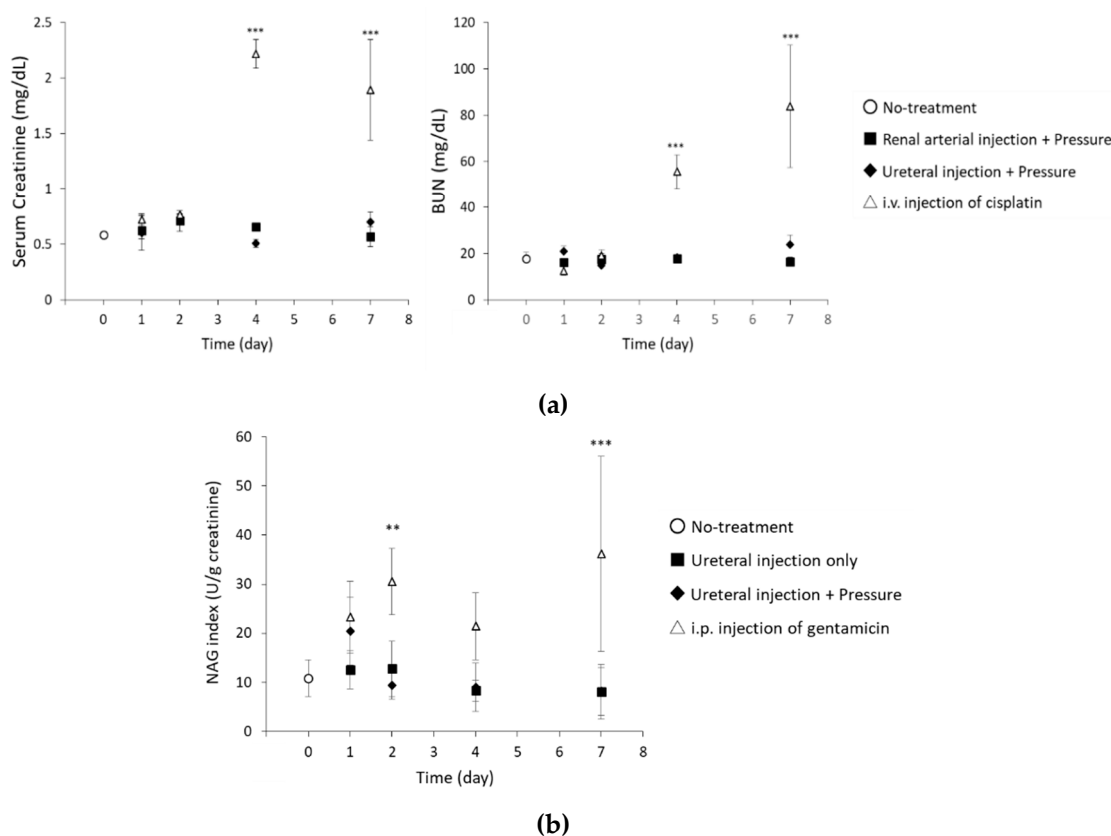 2.5
2
1.5
1
0.5
0
Serum Creatinine (mg/dL)
***
***
0 1 2 3 4 5 6 7 8
Time (day)
120
100
80
60
40
20
0
BUN (mg/dL)
***
***
0 1 2 3 4 5 6 7 8
Time (day)
No-treatment
Renal arterial injection + Pressure
Ureteral injection + Pressure
i.v. injection of cisplatin
(a)
60
50
40
30
20
10
0
NAG index (U/g creatinine)
**
***
0 1 2 3 4 5 6 7 8
Time (day)
No-treatment
Ureteral injection only
Ureteral injection + Pressure
i.p. injection of gentamicin
(b)